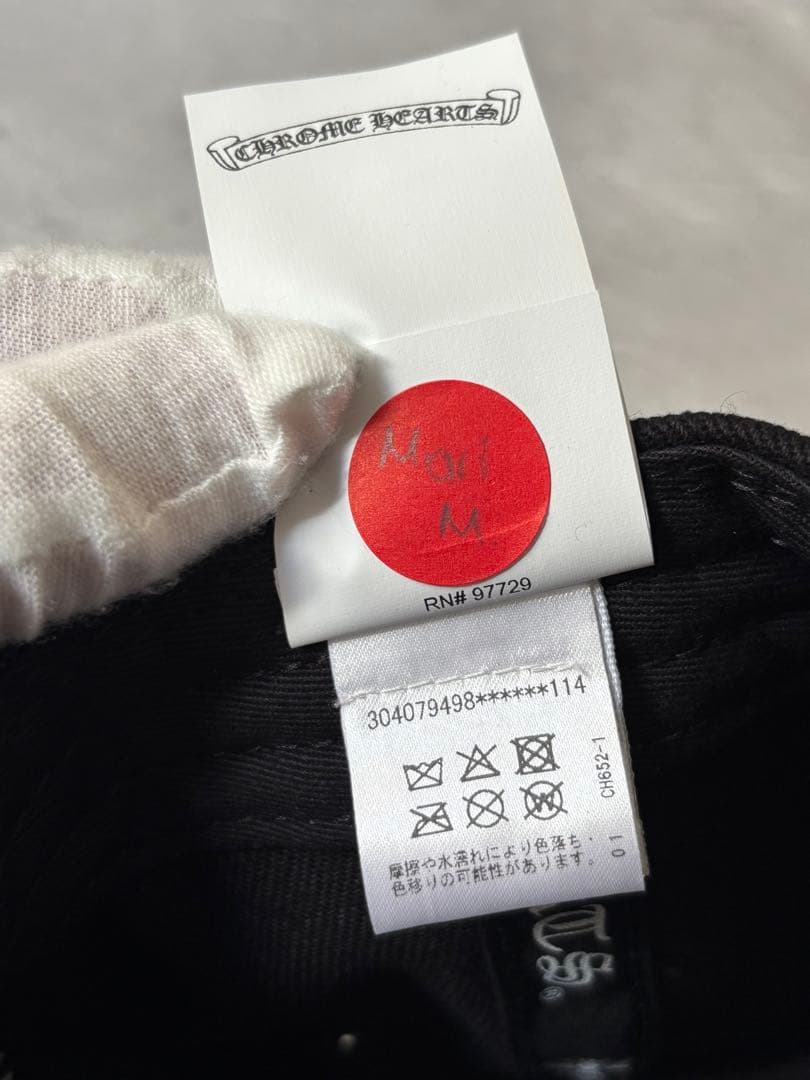 CHROME HEARTS
Mari
M.
RN# 97729
304079498******114
CH652-1
01
摩擦や水濡れにより色落ち・
色移りの可能性があります。